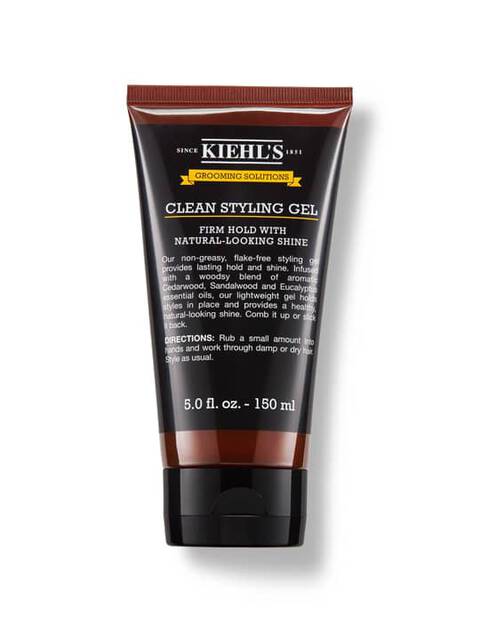 SINCE KIEHL'S 1851
GROOMING SOLUTIONS
CLEAN STYLING GEL
FIRM HOLD WITH
NATURAL-LOOKING SHINE
Our non-greasy, flake-free styling gel
provides lasting hold and shine. Infused
with a woodsy blend of aromatic
Cedarwood, Sandalwood and Eucalyptus
essential oils, our lightweight gel holds
styles in place and provides a healthy,
natural-looking shine. Comb it up or slick
it back.
DIRECTIONS: Rub a small amount into
hands and work through damp or dry hair.
Style as usual.
5.0 fl. oz. - 150 ml